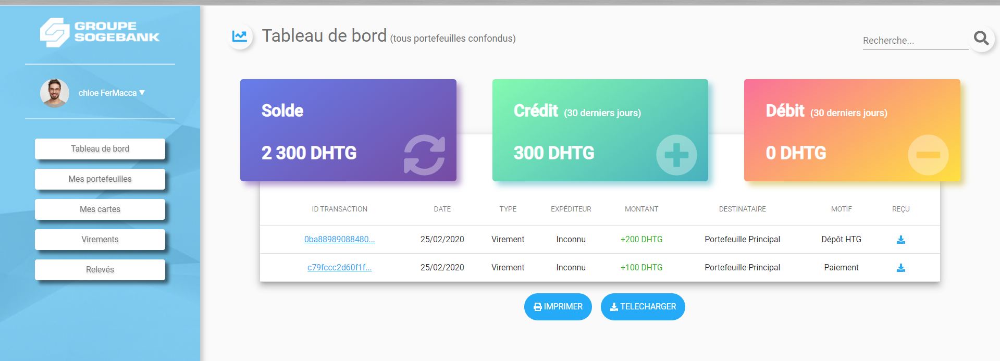 GROUPE
SOGEBANK
chloe FerMacca ▼
Tableau de bord
Mes portefeuilles
Mes cartes
Virements
Relevés
Tableau de bord (tous portefeuilles confondus)
Recherche...
Solde
2 300 DHTG
Crédit (30 derniers jours)
300 DHTG
Débit (30 derniers jours)
0 DHTG
ID TRANSACTION DATE TYPE EXPÉDITEUR MONTANT DESTINATAIRE MOTIF REÇU
0ba88989088480... 25/02/2020 Virement Inconnu +200 DHTG Portefeuille Principal Dépôt HTG
c79fccc2d60f1f... 25/02/2020 Virement Inconnu +100 DHTG Portefeuille Principal Paiement
IMPRIMER TELECHARGER